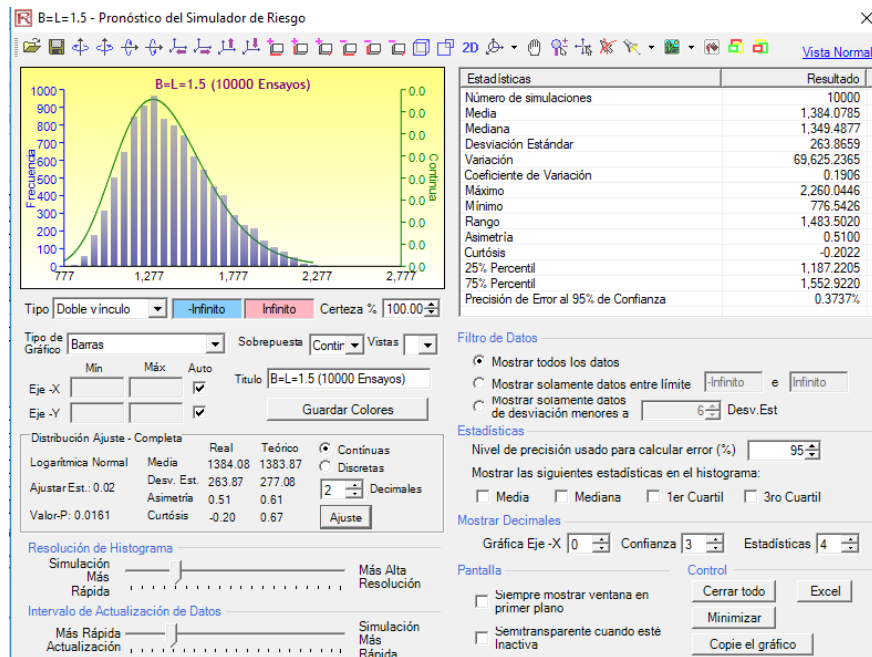 B=L=1.5 - Pronóstico del Simulador de Riesgo
2D
Vista Normal
B=L=1.5 (10000 Ensayos)
1000
900
800
700
600
500
400
300
200
100
0
Frecuencia
0.0
0.0
0.0
0.0
0.0
0.0
0.0
0.0
0.0
Continua
777 1,277 1,777 2,277 2,777
Tipo Doble vínculo -Infinito Infinito Certeza % 100.00
Tipo de Gráfico Barras Sobrepuesta Contir Vistas
Mín Máx Auto
Eje -X
Eje -Y
Titulo B=L=1.5 (10000 Ensayos)
Guardar Colores
Distribución Ajuste - Completa
Real Teórico
Logarítmica Normal Media 1384.08 1383.87
Desv. Est. 263.87 277.08
Ajustar Est.: 0.02 Asimetría 0.51 0.61
Valor-P: 0.0161 Curtósis -0.20 0.67
Contínuas
Discretas
2 Decimales
Ajuste
Resolución de Histograma
Simulación Más Rápida
Más Alta Resolución
Intervalo de Actualización de Datos
Más Rápida Actualización
Simulación Más Rápida
Estadísticas Resultado
Número de simulaciones 10000
Media 1,384.0785
Mediana 1,349.4877
Desviación Estándar 263.8659
Variación 69,625.2365
Coeficiente de Variación 0.1906
Máximo 2,260.0446
Mínimo 776.5426
Rango 1,483.5020
Asimetría 0.5100
Curtósis -0.2022
25% Percentil 1,187.2205
75% Percentil 1,552.9220
Precisión de Error al 95% de Confianza 0.3737%
Filtro de Datos
Mostrar todos los datos
Mostrar solamente datos entre límite -Infinito e Infinito
Mostrar solamente datos
de desviación menores a 6 Desv.Est
Estadísticas
Nivel de precisión usado para calcular error (%) 95
Mostrar las siguientes estadísticas en el histograma:
Media Mediana 1er Cuartil 3ro Cuartil
Mostrar Decimales
Gráfica Eje -X 0 Confianza 3 Estadísticas 4
Pantalla
Siempre mostrar ventana en
primer plano
Semitransparente cuando esté
Inactiva
Control
Cerrar todo Excel
Minimizar
Copie el gráfico